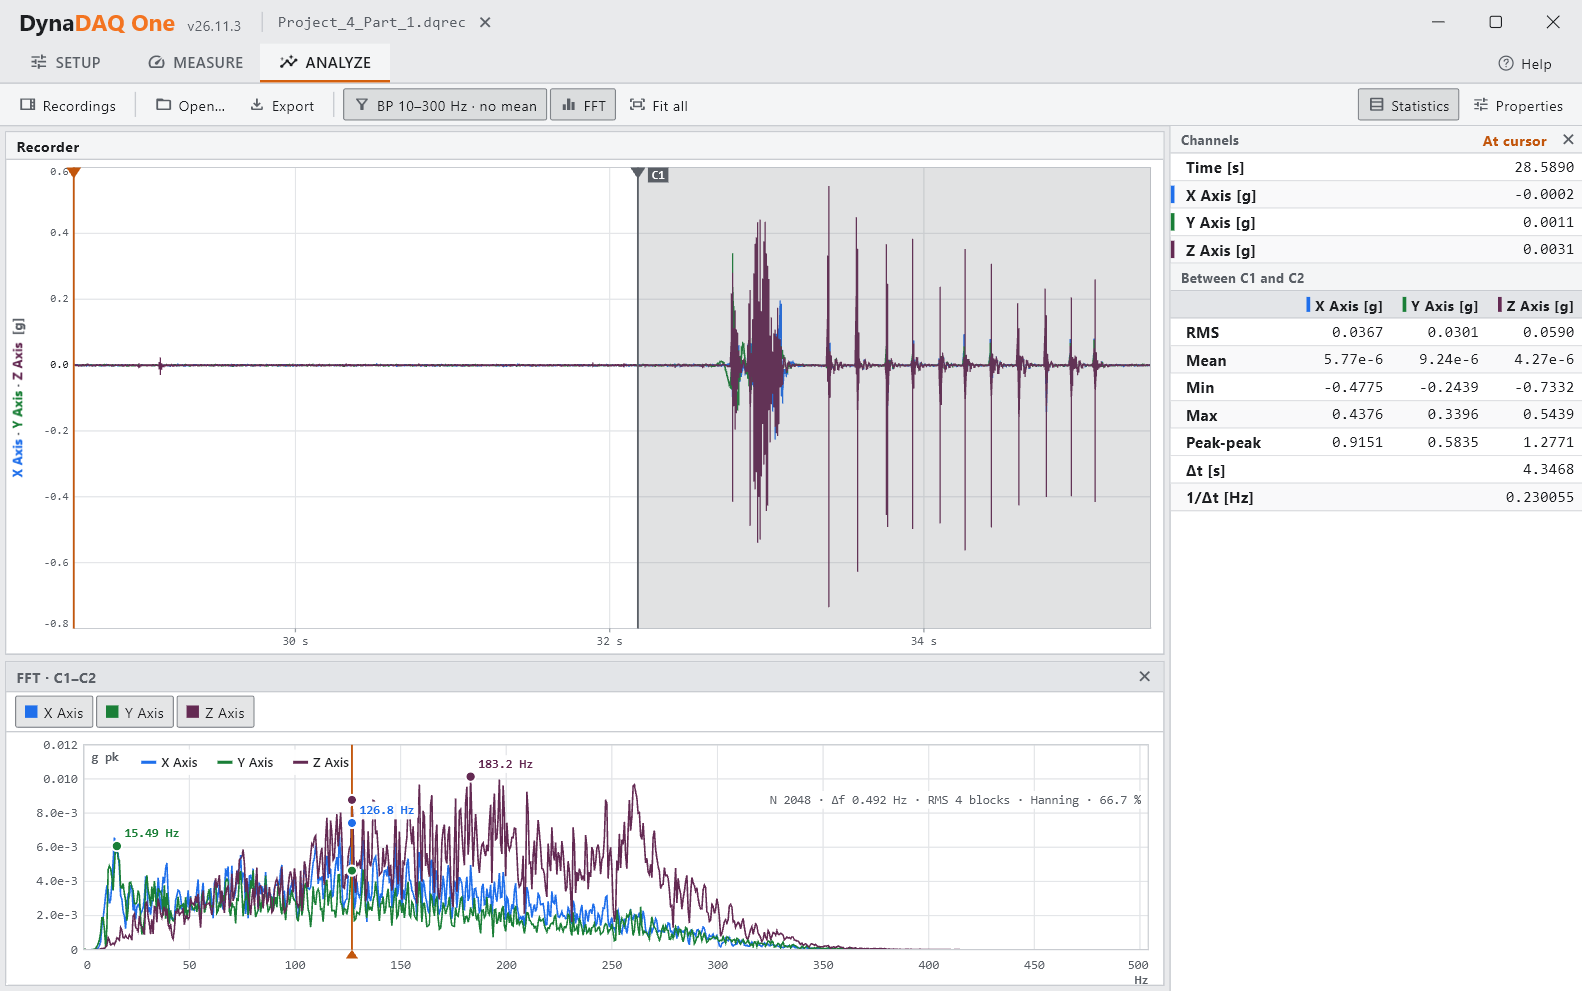 DynaDAQ One v26.11.3 Project_4_Part_1.dqrec
SETUP MEASURE ANALYZE Help
Recordings Open... Export BP 10–300 Hz · no mean FFT Fit all Statistics Properties
Recorder
0.6
0.4
0.2
0.0
-0.2
-0.4
-0.6
-0.8
X Axis · Y Axis · Z Axis [g]
C1
30 s 32 s 34 s
Channels At cursor
Time [s] 28.5890
X Axis [g] -0.0002
Y Axis [g] 0.0011
Z Axis [g] 0.0031
Between C1 and C2
X Axis [g] Y Axis [g] Z Axis [g]
RMS 0.0367 0.0301 0.0590
Mean 5.77e-6 9.24e-6 4.27e-6
Min -0.4775 -0.2439 -0.7332
Max 0.4376 0.3396 0.5439
Peak-peak 0.9151 0.5835 1.2771
Δt [s] 4.3468
1/Δt [Hz] 0.230055
FFT · C1–C2
X Axis Y Axis Z Axis
0.012
0.010
8.0e-3
6.0e-3
4.0e-3
2.0e-3
0
g pk X Axis Y Axis Z Axis
183.2 Hz
N 2048 · Δf 0.492 Hz · RMS 4 blocks · Hanning · 66.7 %
126.8 Hz
15.49 Hz
0 50 100 150 200 250 300 350 400 450 500
Hz